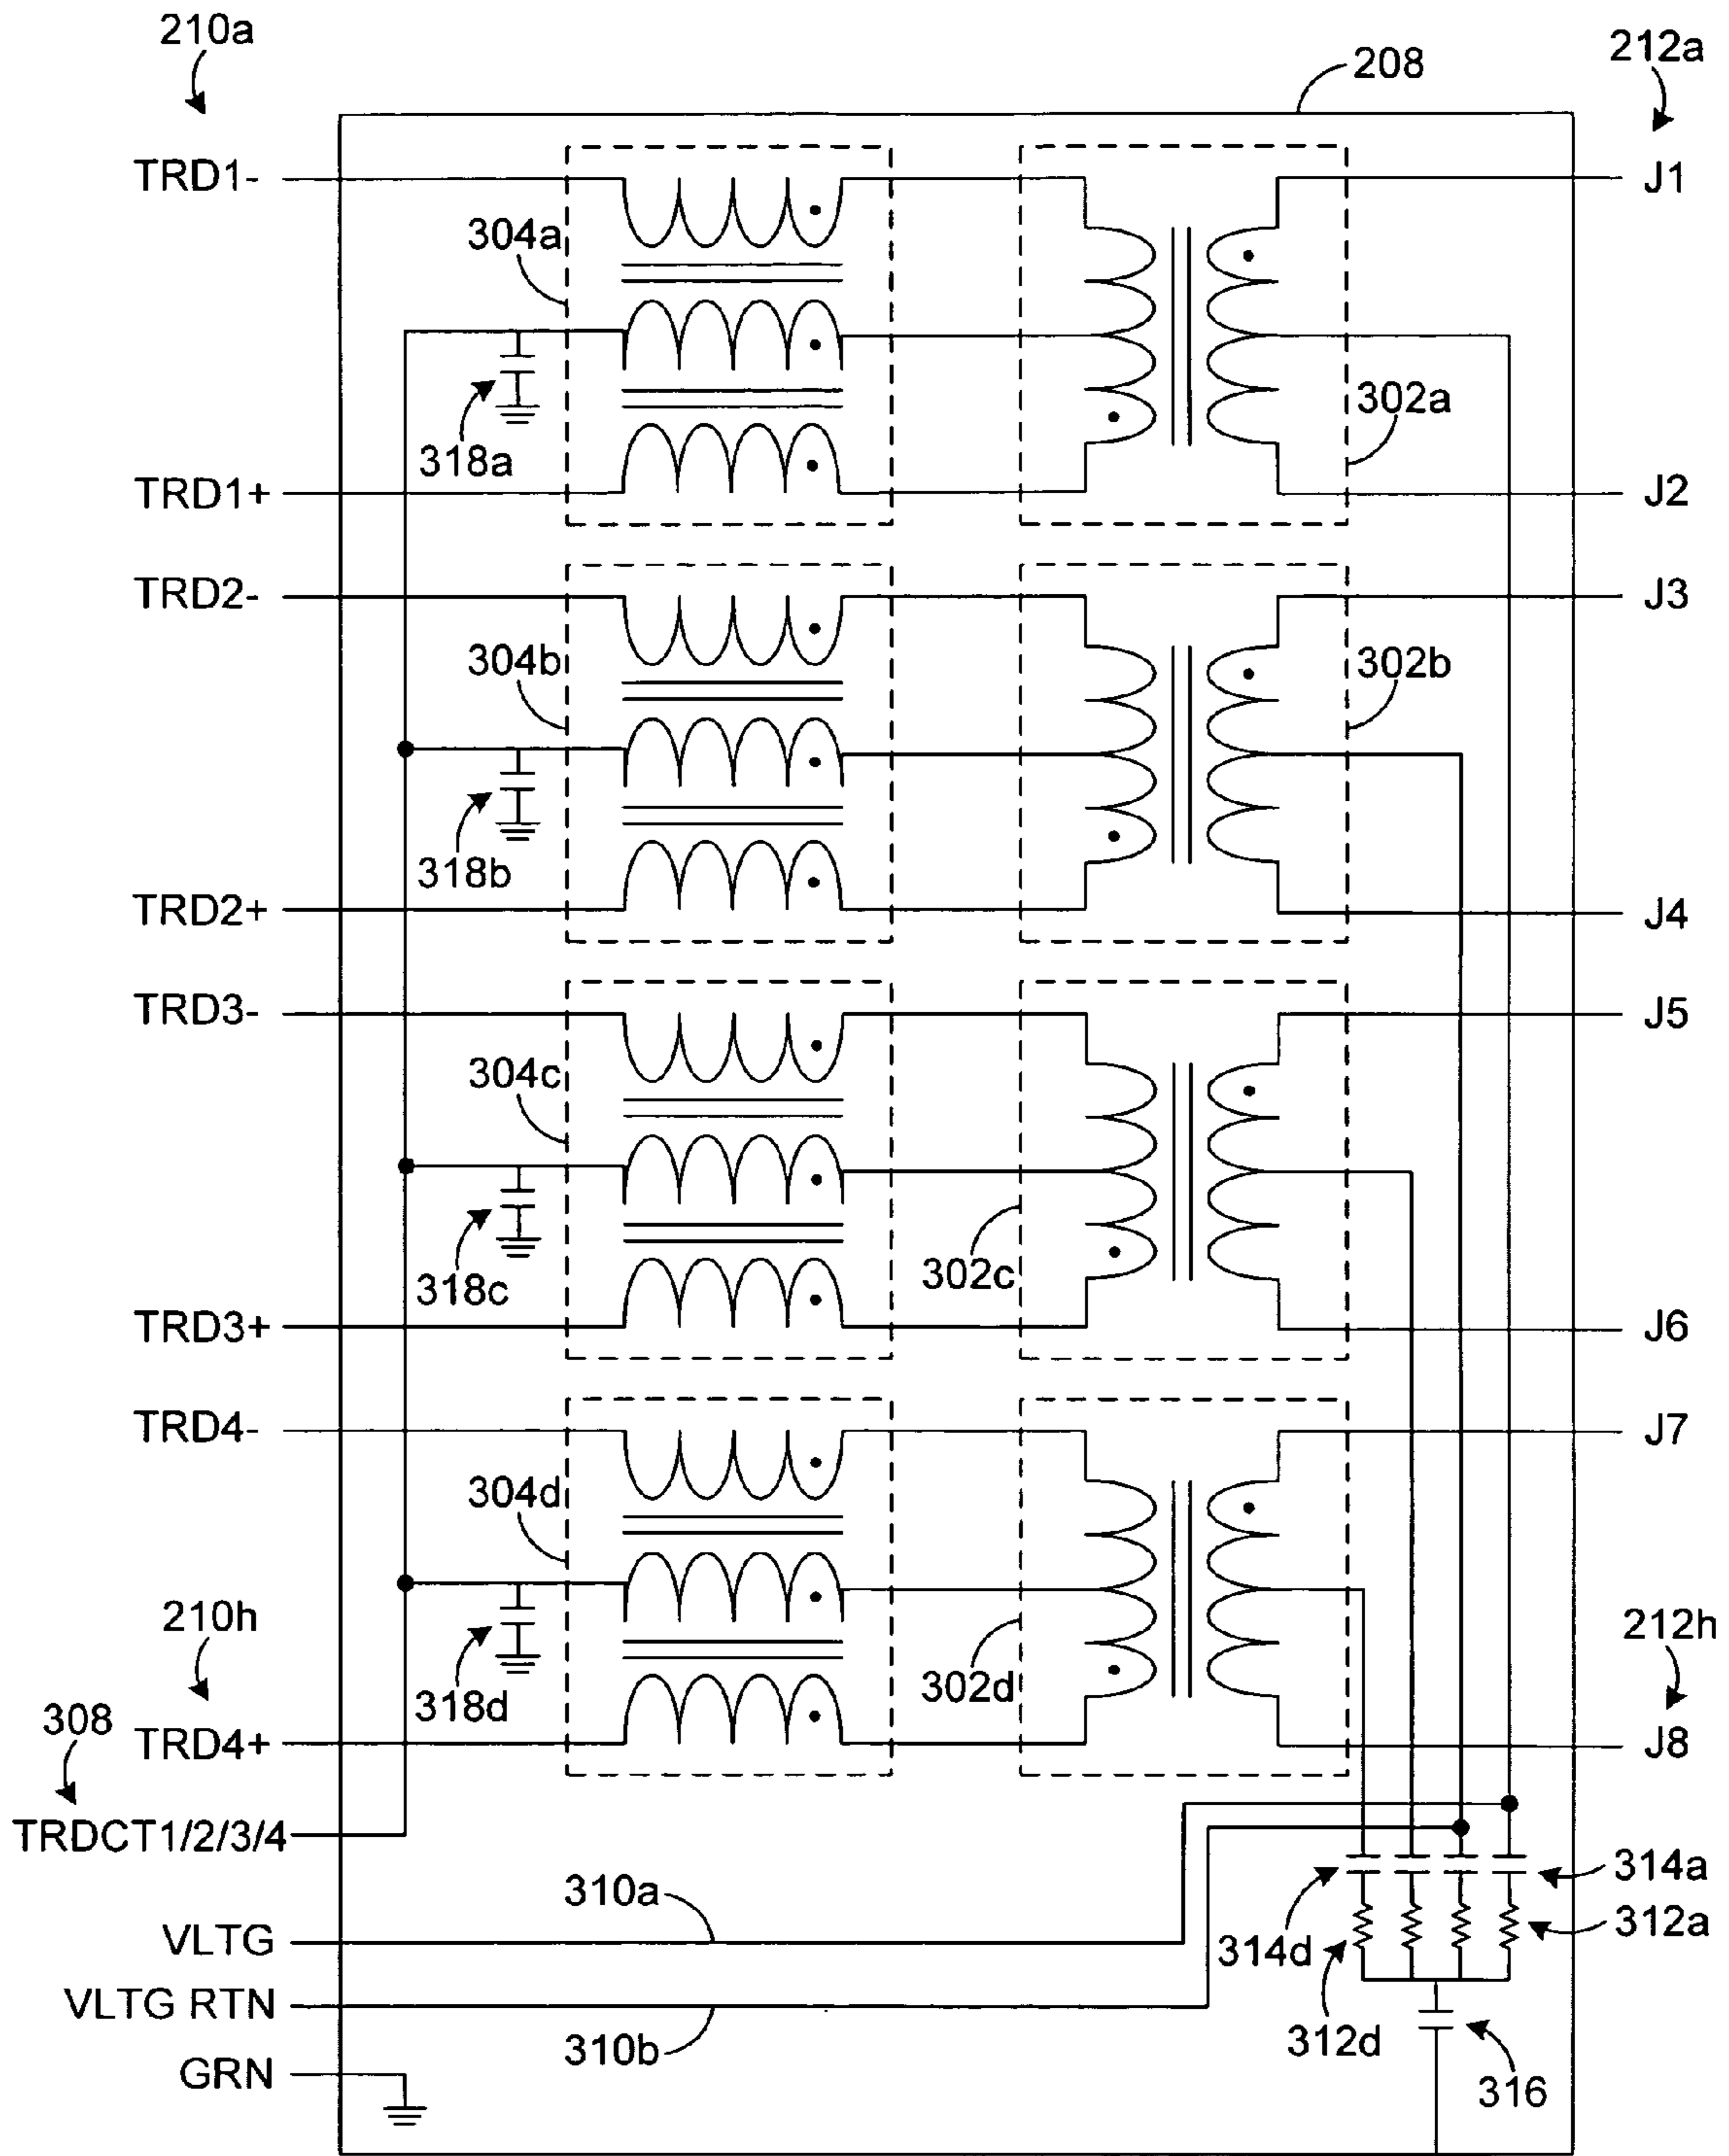 210a
212a
208
TRD1-
J1
304a
302a
318a
TRD1+
J2
TRD2-
J3
304b
302b
318b
TRD2+
J4
TRD3-
J5
304c
302c
318c
TRD3+
J6
TRD4-
J7
304d
210h
212h
302d
318d
308
TRD4+
J8
TRDCT1/2/3/4
310a
314a
VLTG
314d
312a
VLTG RTN
310b
312d
GRN
316